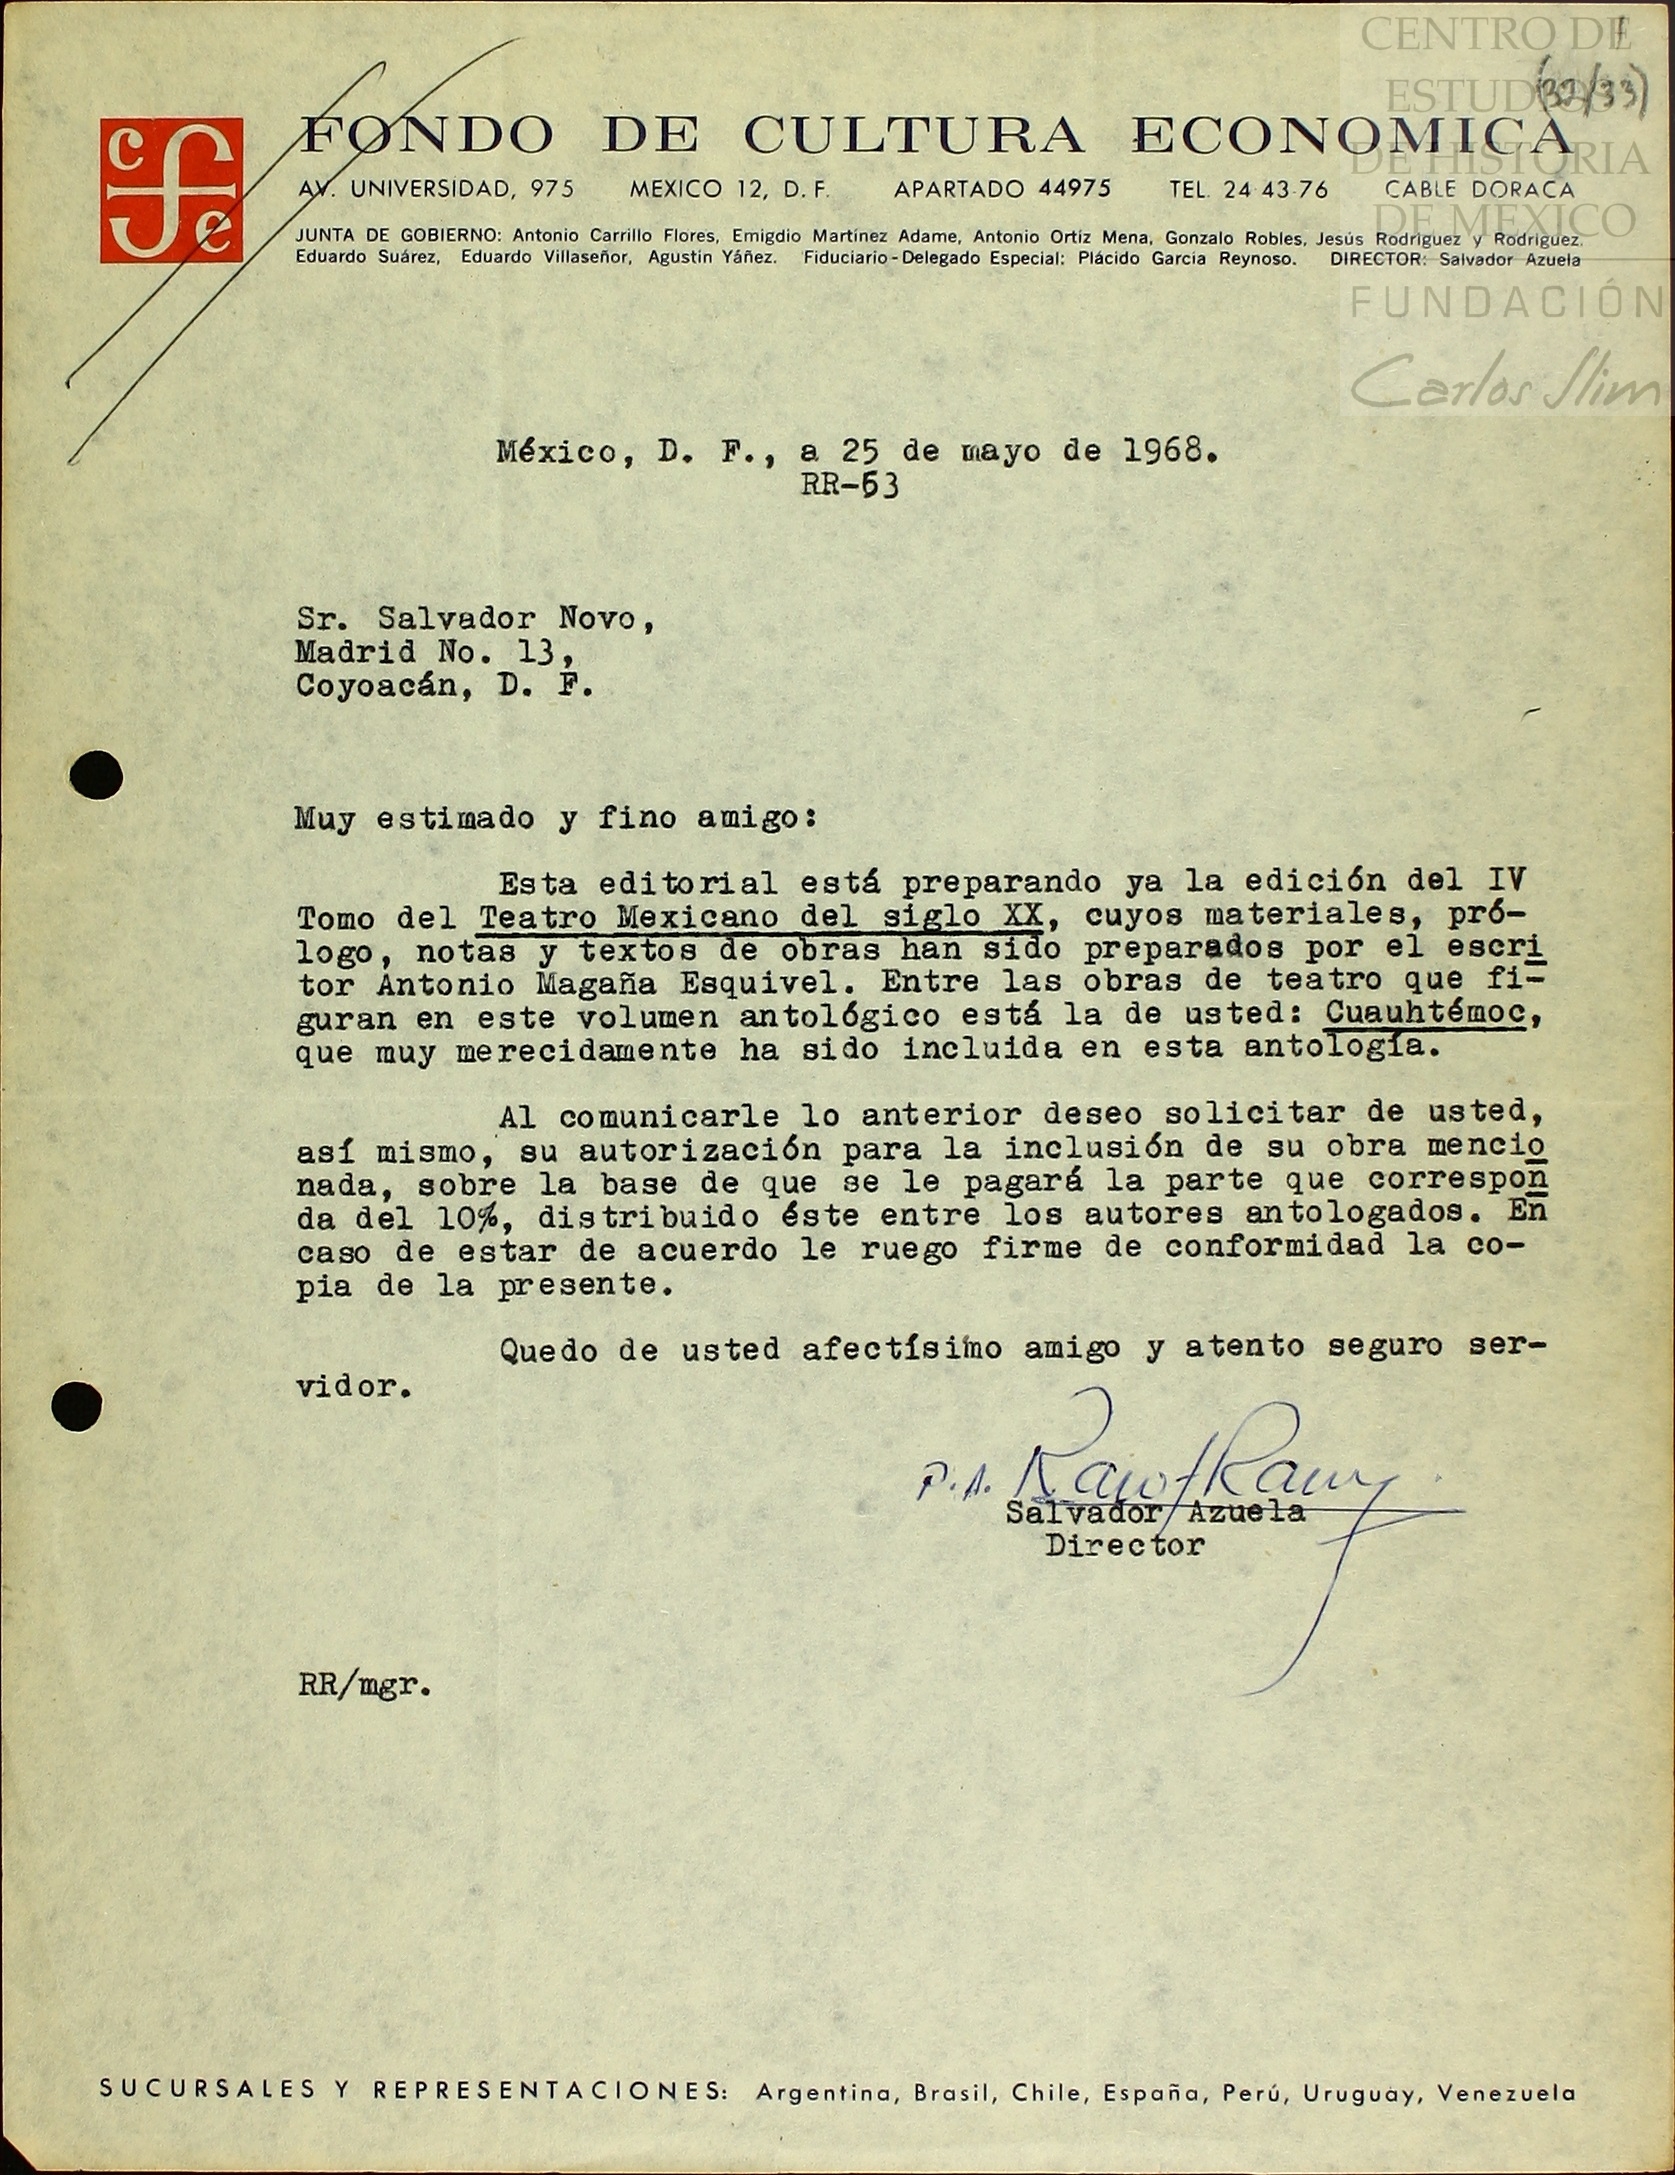 CENTRO DE
ESTUDIOS
DE HISTORIA
DE MEXICO
FUNDACIÓN
Carlos Slim
(32/33)
cfe
FONDO DE CULTURA ECONOMICA
AV. UNIVERSIDAD, 975 MEXICO 12, D. F. APARTADO 44975 TEL. 24-43-76 CABLE DORACA
JUNTA DE GOBIERNO: Antonio Carrillo Flores, Emigdio Martínez Adame, Antonio Ortiz Mena, Gonzalo Robles, Jesús Rodríguez y Rodríguez,
Eduardo Suárez, Eduardo Villaseñor, Agustín Yáñez. Fiduciario-Delegado Especial: Plácido García Reynoso. DIRECTOR: Salvador Azuela
México, D. F., a 25 de mayo de 1968.
RR-63
Sr. Salvador Novo,
Madrid No. 13,
Coyoacán, D. F.
Muy estimado y fino amigo:
Esta editorial está preparando ya la edición del IV
Tomo del Teatro Mexicano del siglo XX, cuyos materiales, pró-
logo, notas y textos de obras han sido preparados por el escri
tor Antonio Magaña Esquivel. Entre las obras de teatro que fi-
guran en este volumen antológico está la de usted: Cuauhtémoc,
que muy merecidamente ha sido incluida en esta antología.
Al comunicarle lo anterior deseo solicitar de usted,
así mismo, su autorización para la inclusión de su obra mencio
nada, sobre la base de que se le pagará la parte que correspon
da del 10%, distribuido éste entre los autores antologados. En
caso de estar de acuerdo le ruego firme de conformidad la co-
pia de la presente.
Quedo de usted afectísimo amigo y atento seguro ser-
vidor.
P.A.
Salvador Azuela
Director
RR/mgr.
SUCURSALES Y REPRESENTACIONES: Argentina, Brasil, Chile, España, Perú, Uruguay, Venezuela